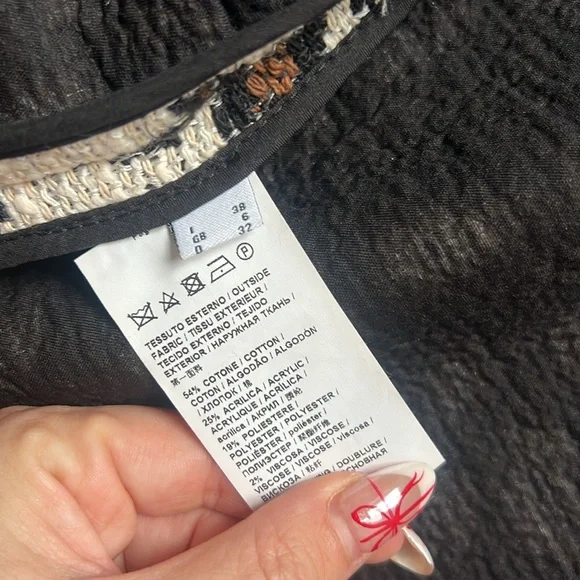 I 38
GB 6
D 32
TESSUTO ESTERNO / OUTSIDE
FABRIC / TISSU EXTERIEUR /
TECIDO EXTERNO / TEJIDO
EXTERIOR / НАРУЖНАЯ ТКАНЬ /
第一面料
54% COTONE / COTTON /
COTON / ALGODÃO / ALGODÓN
/ ХЛОПОК / 棉
25% ACRILICA / ACRYLIC /
ACRYLIQUE / ACRÍLICA /
acrílica / АКРИЛ / 腈纶
19% POLIESTERE /
POLYESTER / POLYESTER /
POLIÉSTER / poliéster /
ПОЛИЭСТЕР / 聚酯纤维
2% VISCOSA / VISCOSE /
VISCOSE / VISCOSE / viscosa /
ВИСКОЗА / 粘纤
/ DOUBLURE /